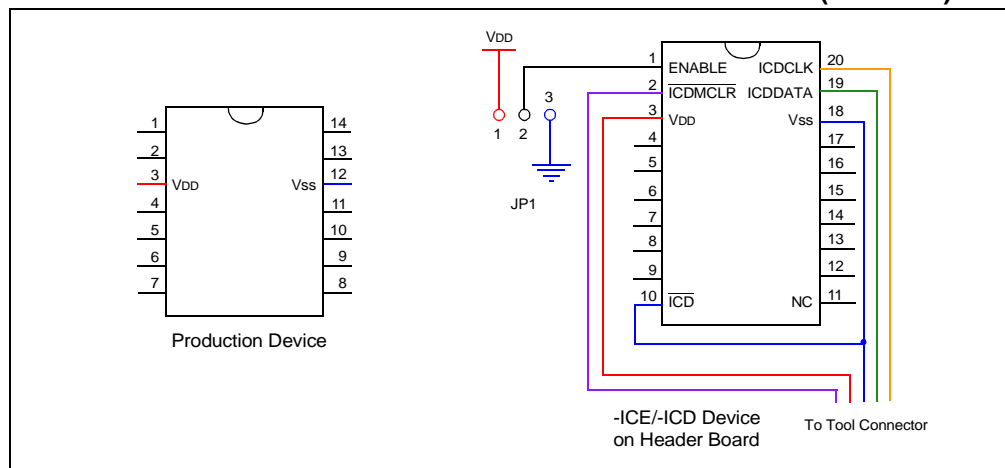 VDD
1 2 3
JP1
1 14
2 13
3 VDD VSS 12
4 11
5 10
6 9
7 8
Production Device
1 ENABLE ICDCLK 20
2 ICDMCLR ICDDATA 19
3 VDD VSS 18
4 17
5 16
6 15
7 14
8 13
9 12
10 ICD NC 11
-ICE/-ICD Device
on Header Board
To Tool Connector